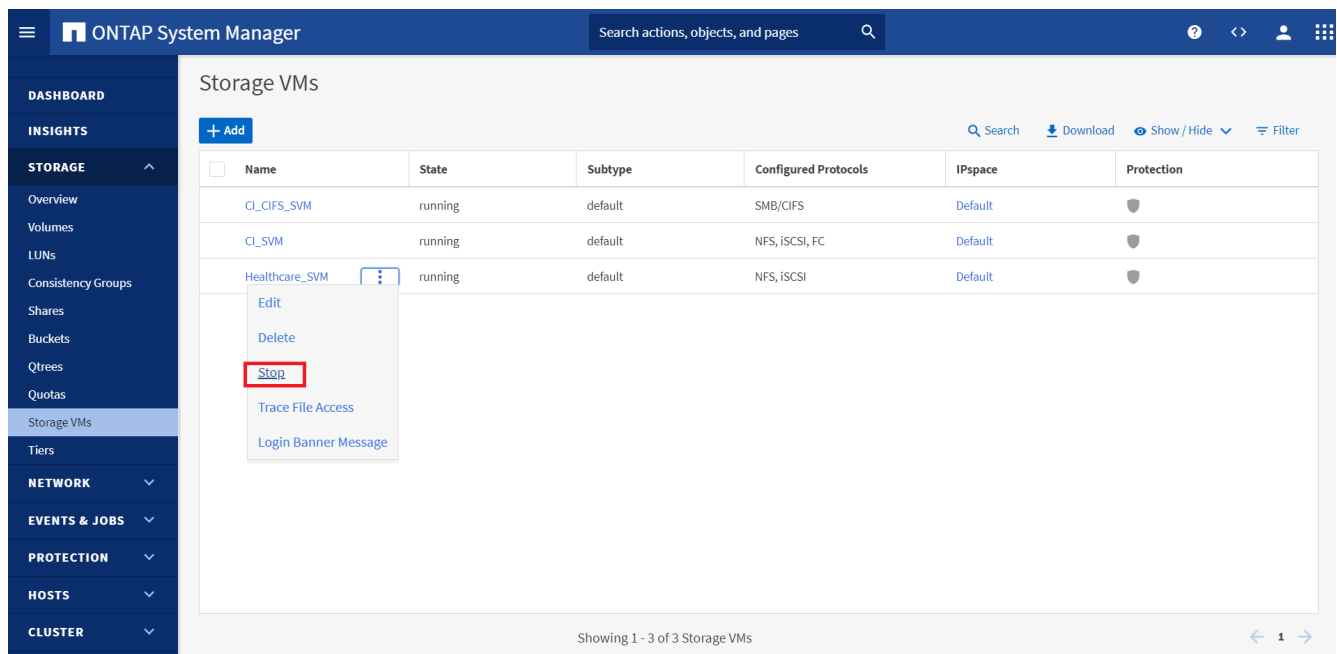 ONTAP System Manager
Search actions, objects, and pages
DASHBOARD
INSIGHTS
STORAGE
Overview
Volumes
LUNs
Consistency Groups
Shares
Buckets
Qtrees
Quotas
Storage VMs
Tiers
NETWORK
EVENTS & JOBS
PROTECTION
HOSTS
CLUSTER
Storage VMs
+ Add
Search Download Show / Hide Filter
Name State Subtype Configured Protocols IPspace Protection
CI_CIFS_SVM running default SMB/CIFS Default
CI_SVM running default NFS, iSCSI, FC Default
Healthcare_SVM running default NFS, iSCSI Default
Edit
Delete
Stop
Trace File Access
Login Banner Message
Showing 1 - 3 of 3 Storage VMs
← 1 →